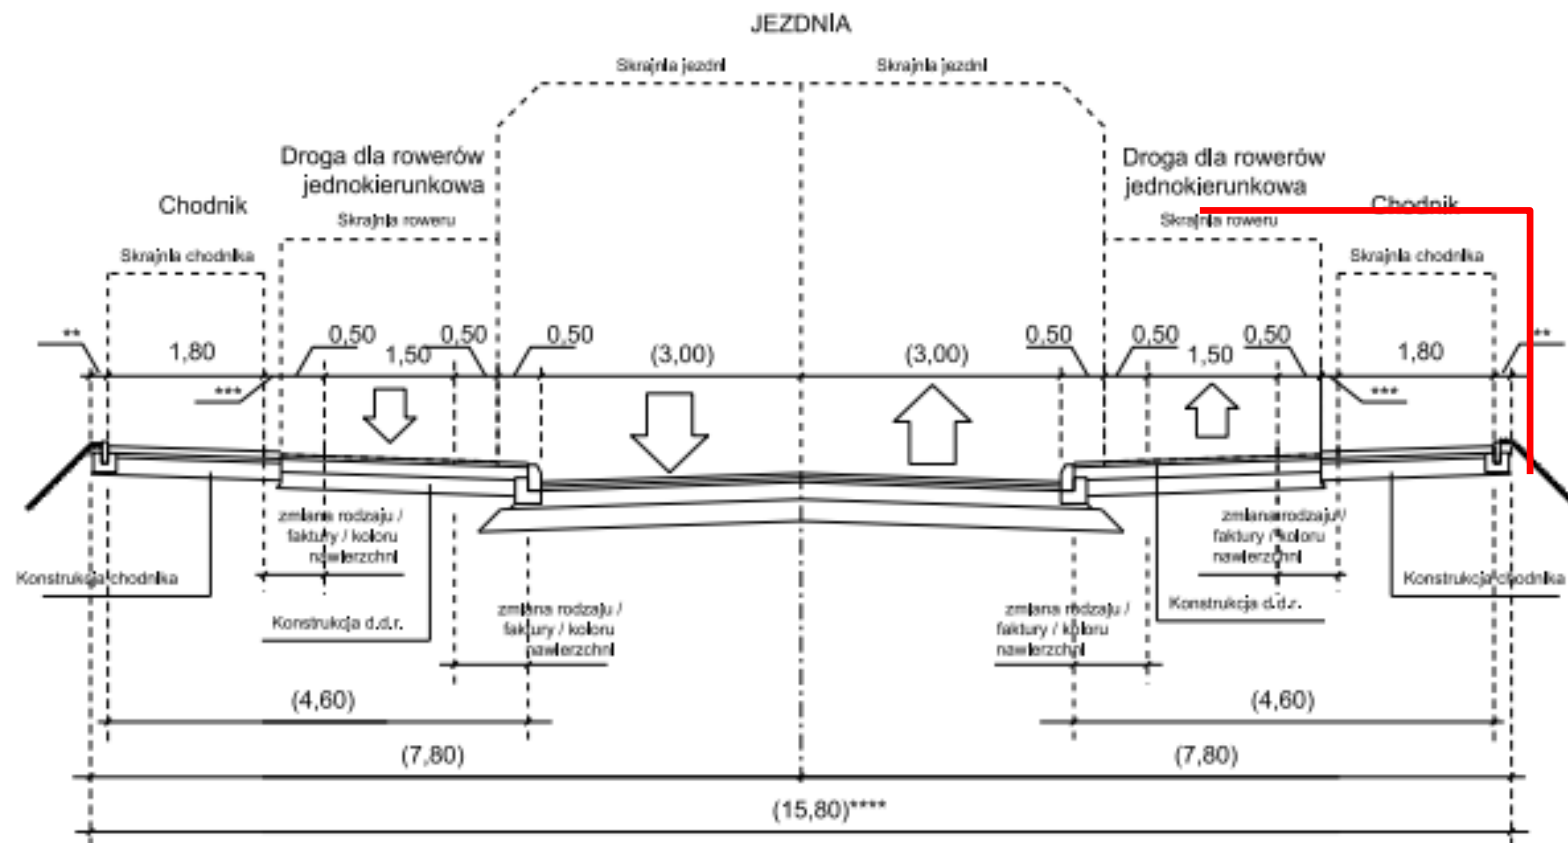 JEZDNIA
Skrajnia jezdni
Skrajnia jezdni
Droga dla rowerów
jednokierunkowa
Droga dla rowerów
jednokierunkowa
Chodnik
Chodnik
Skrajnia roweru
Skrajnia roweru
Skrajnia chodnika
Skrajnia chodnika
** 1,80 0,50 1,50 0,50 0,50 (3,00) (3,00) 0,50 0,50 1,50 0,50 1,80 **
*** ***
zmiana rodzaju /
faktury / koloru
nawierzchni
zmiana rodzaju /
faktury / koloru
nawierzchni
Konstrukcja chodnika
Konstrukcja chodnika
Konstrukcja d.d.r.
Konstrukcja d.d.r.
zmiana rodzaju /
faktury / koloru
nawierzchni
zmiana rodzaju /
faktury / koloru
nawierzchni
(4,60) (4,60)
(7,80) (7,80)
(15,80)****